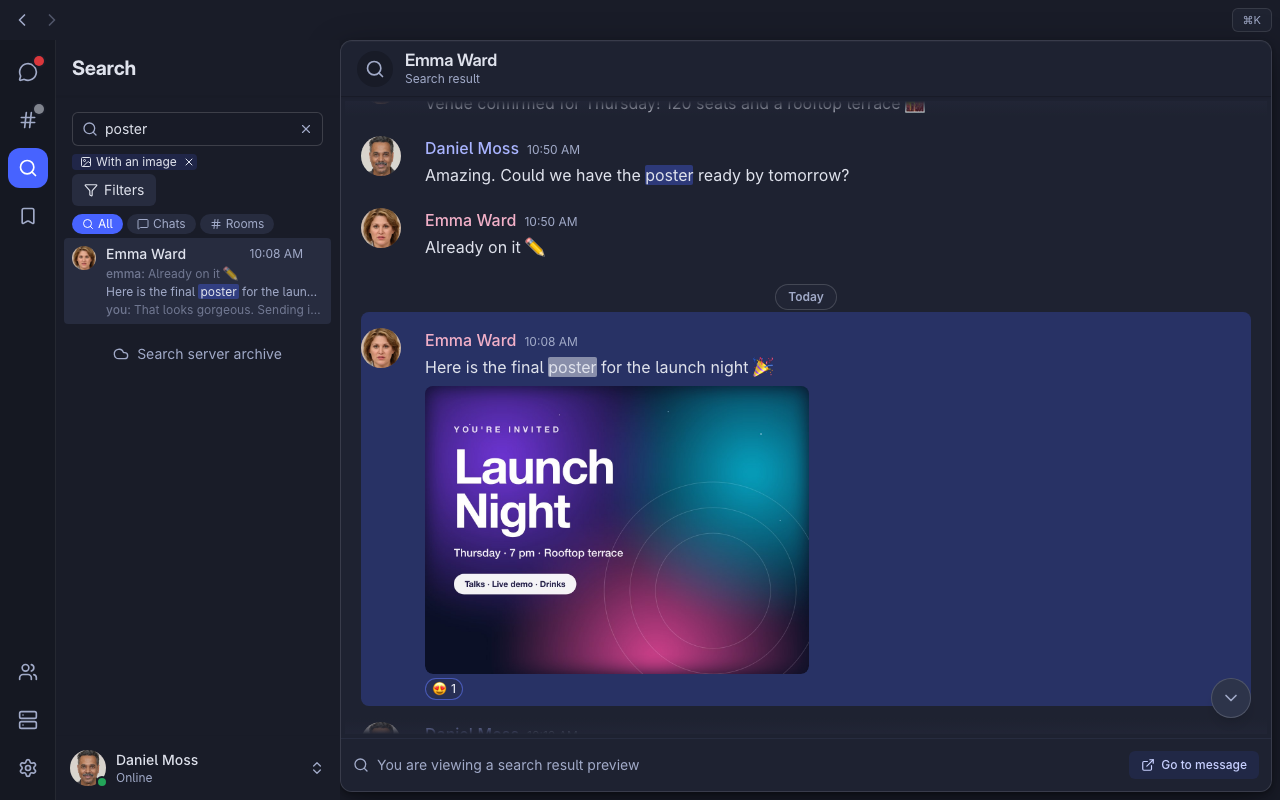 ⌘K
Search
poster
With an image
Filters
All
Chats
Rooms
Emma Ward 10:08 AM
emma: Already on it ✏️
Here is the final poster for the laun...
you: That looks gorgeous. Sending i...
Search server archive
Daniel Moss
Online
Emma Ward
Search result
Venue confirmed for Thursday! 120 seats and a rooftop terrace
Daniel Moss 10:50 AM
Amazing. Could we have the poster ready by tomorrow?
Emma Ward 10:50 AM
Already on it ✏️
Today
Emma Ward 10:08 AM
Here is the final poster for the launch night 🎉
YOU'RE INVITED
Launch
Night
Thursday · 7 pm · Rooftop terrace
Talks · Live demo · Drinks
😍 1
Daniel Moss
You are viewing a search result preview
Go to message